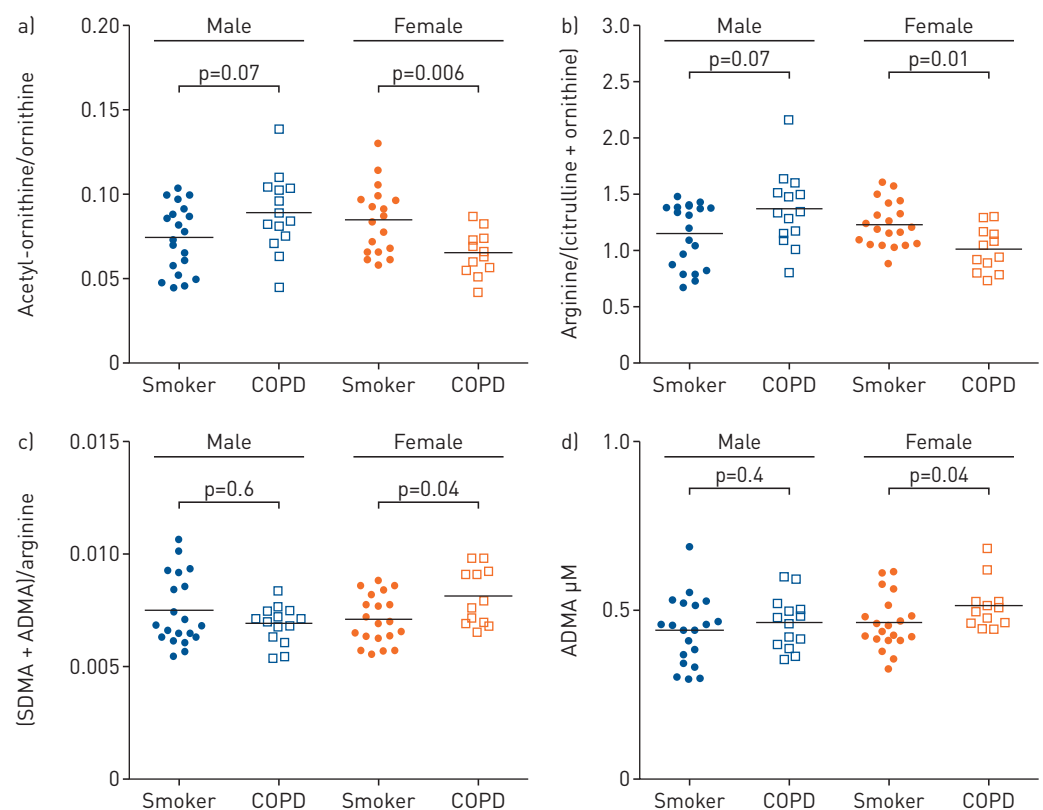 a)
Male
Female
p=0.07
p=0.006
Acetyl-ornithine/ornithine
0.20
0.15
0.10
0.05
0
Smoker
COPD
Smoker
COPD
b)
Male
Female
p=0.07
p=0.01
Arginine/(citrulline + ornithine)
3.0
2.5
2.0
1.5
1.0
0.5
0
Smoker
COPD
Smoker
COPD
c)
Male
Female
p=0.6
p=0.04
(SDMA + ADMA)/arginine
0.015
0.010
0.005
0
Smoker
COPD
Smoker
COPD
d)
Male
Female
p=0.4
p=0.04
ADMA μM
1.0
0.5
0
Smoker
COPD
Smoker
COPD